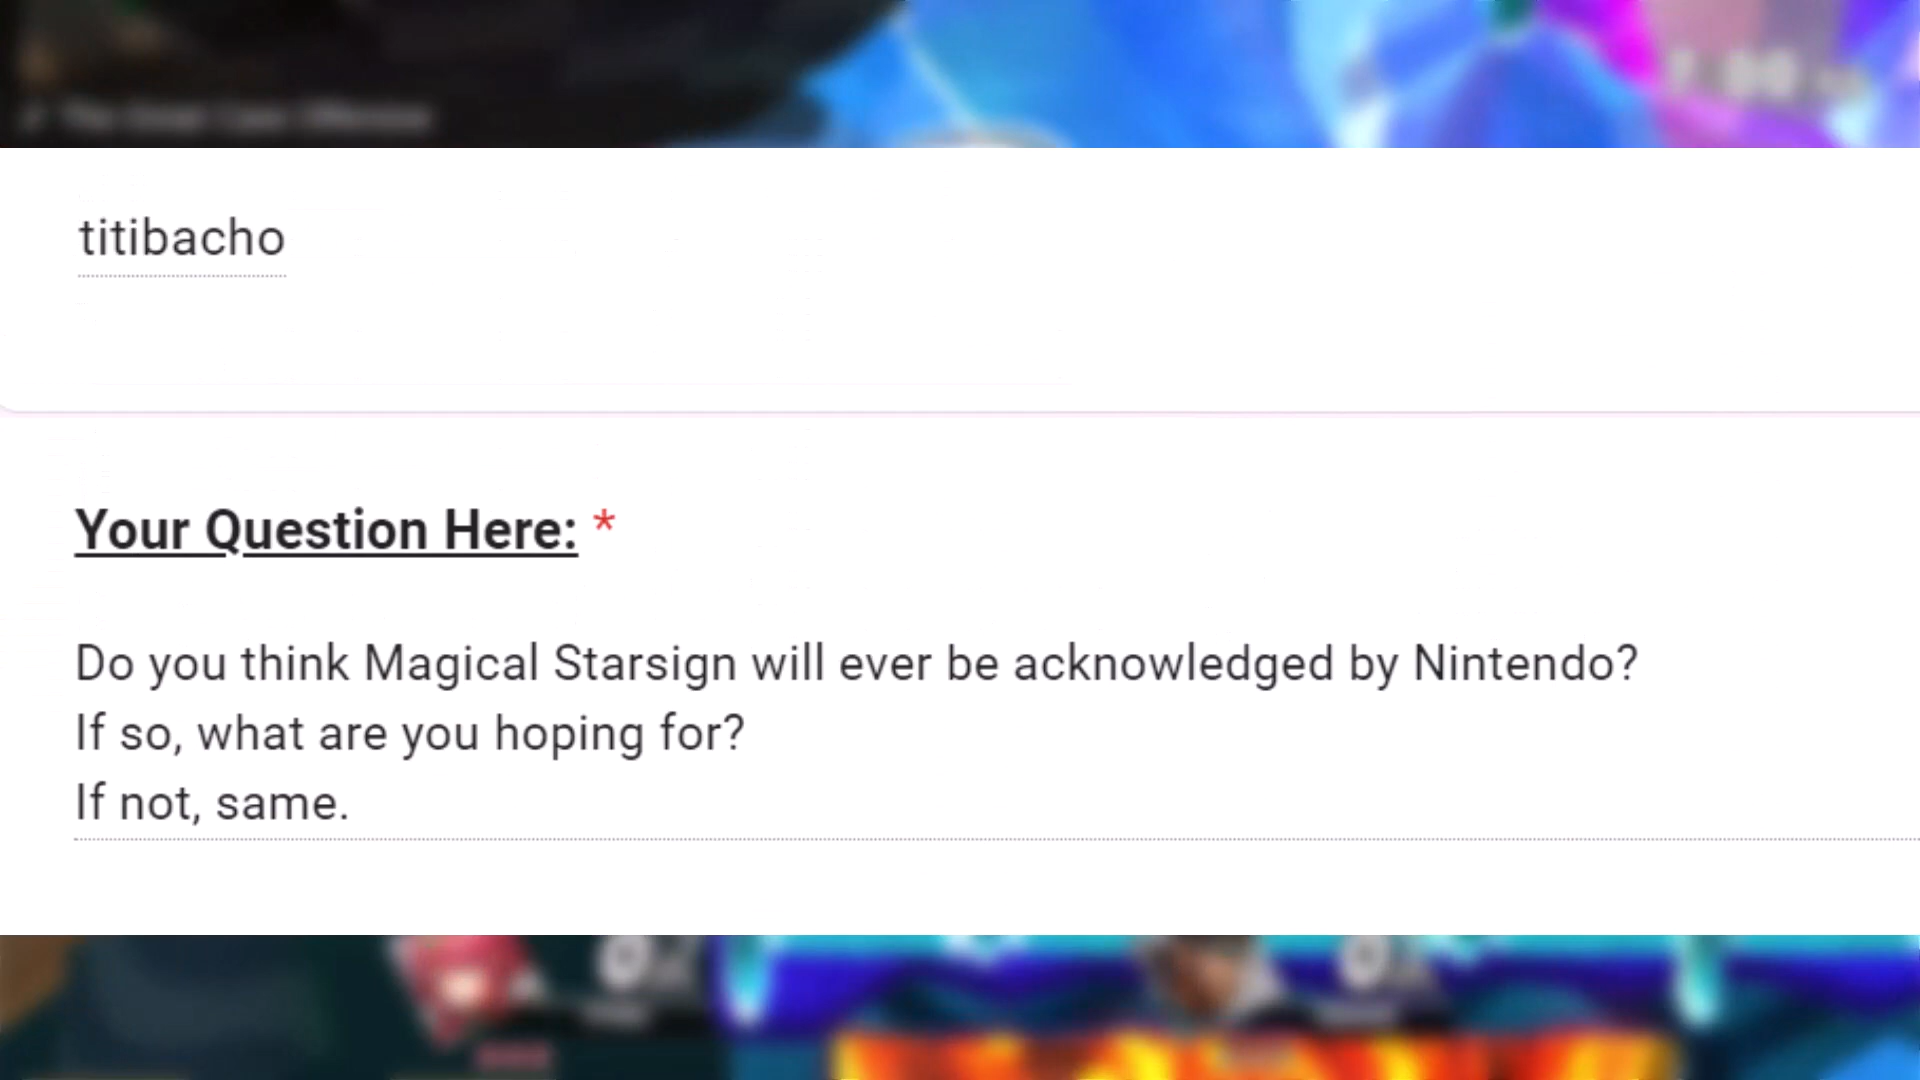 titibacho
Your Question Here: *
Do you think Magical Starsign will ever be acknowledged by Nintendo?
If so, what are you hoping for?
If not, same.